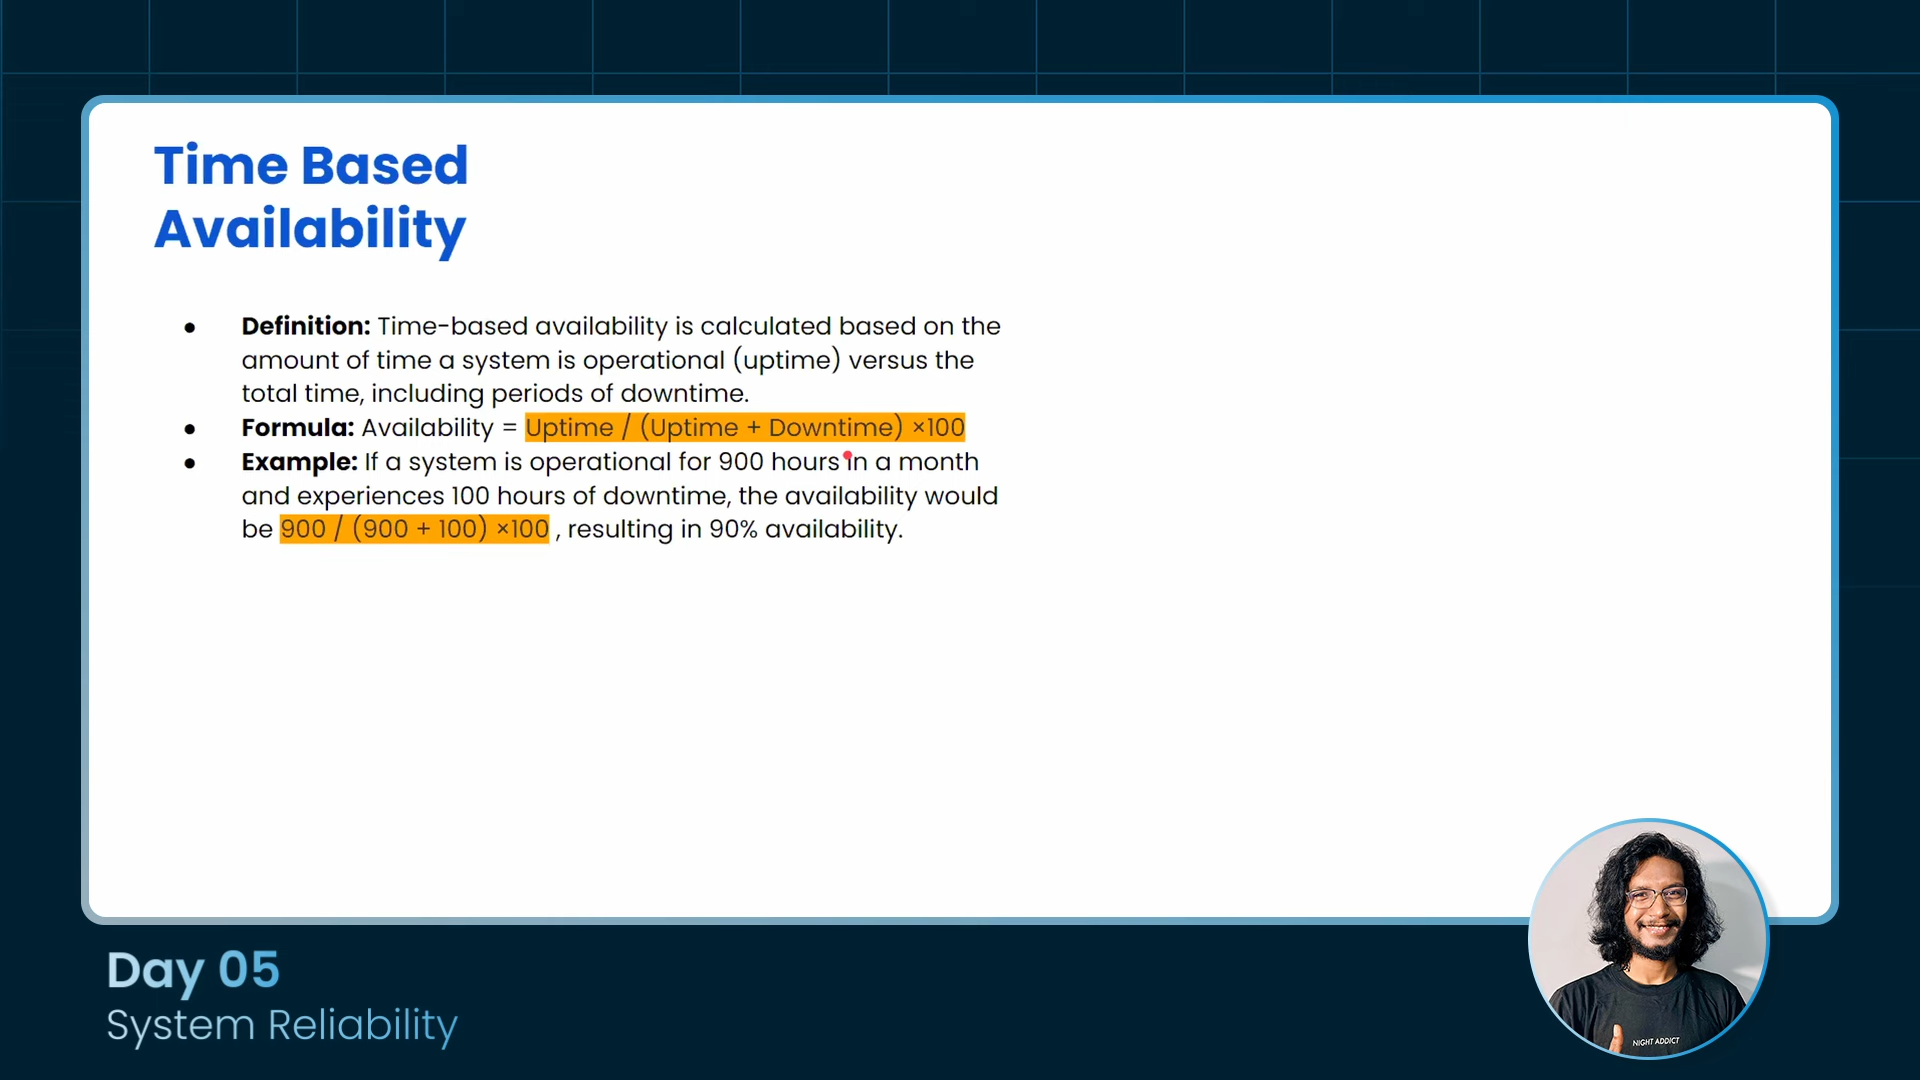 Time Based
Availability
● Definition: Time-based availability is calculated based on the
amount of time a system is operational (uptime) versus the
total time, including periods of downtime.
● Formula: Availability = Uptime / (Uptime + Downtime) ×100
● Example: If a system is operational for 900 hours in a month
and experiences 100 hours of downtime, the availability would
be 900 / (900 + 100) ×100 , resulting in 90% availability.
Day 05
System Reliability
NIGHT ADDICT